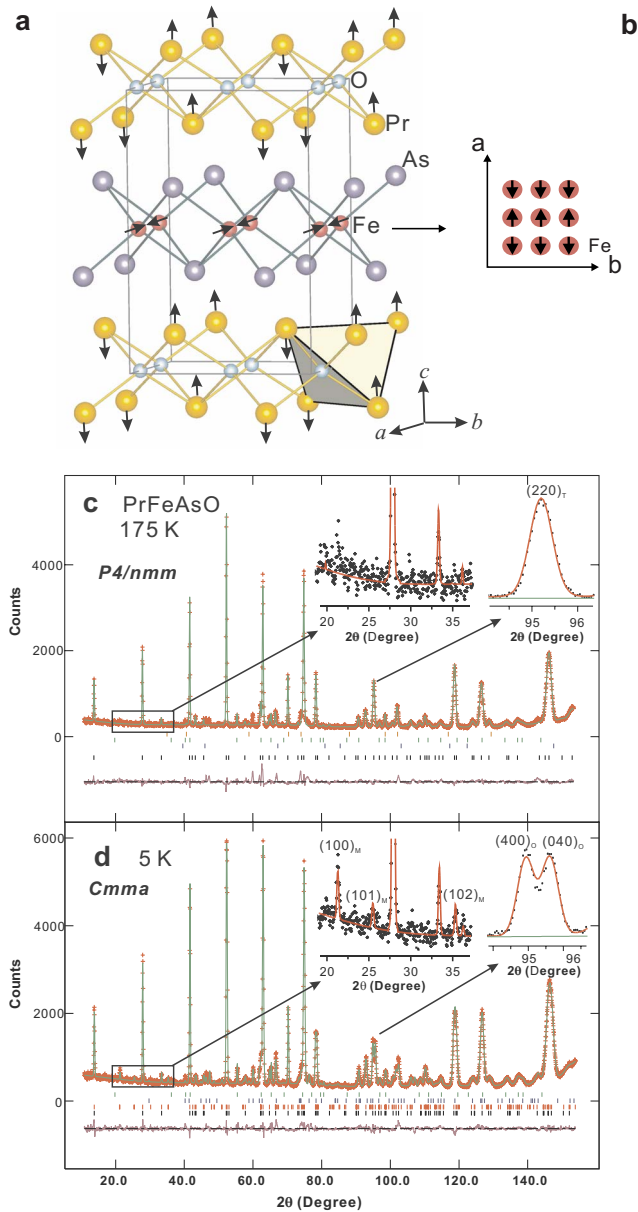 a
b
O
Pr
As
Fe
a
Fe
b
c
a
b
c PrFeAsO
175 K
P4/nmm
(220)T
4000
2000
0
Counts
20 25 30 35
2θ (Degree)
95 96
2θ (Degree)
d 5 K
Cmma
(100)M
(101)M
(102)M
(400)O (040)O
6000
4000
2000
0
Counts
20 25 30 35
2θ (Degree)
95 96
2θ (Degree)
20.0 40.0 60.0 80.0 100.0 120.0 140.0
2θ (Degree)